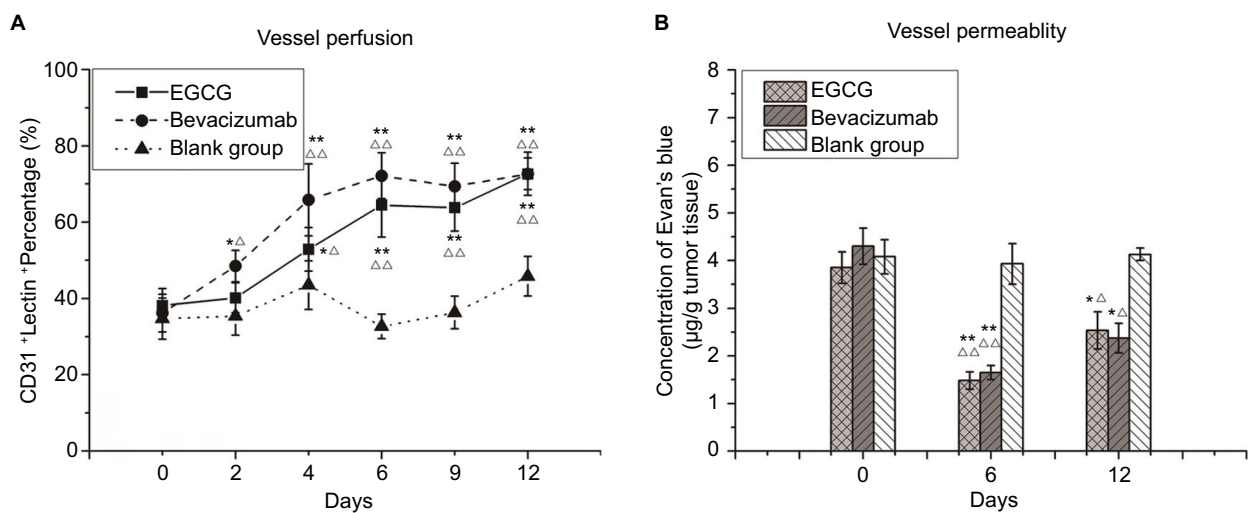 A
Vessel perfusion
100
80
60
40
20
0
CD31 ⁺Lectin ⁺Percentage (%)
EGCG
Bevacizumab
Blank group
*△
**
△△
*△
**
△△
**
△△
**
△△
**
△△
**
△△
**
△△
0 2 4 6 9 12
Days
B
Vessel permeablity
8
7
6
5
4
3
2
1
0
Concentration of Evan's blue
(µg/g tumor tissue)
EGCG
Bevacizumab
Blank group
** **
△△ △△
*△ *△
0 6 12
Days